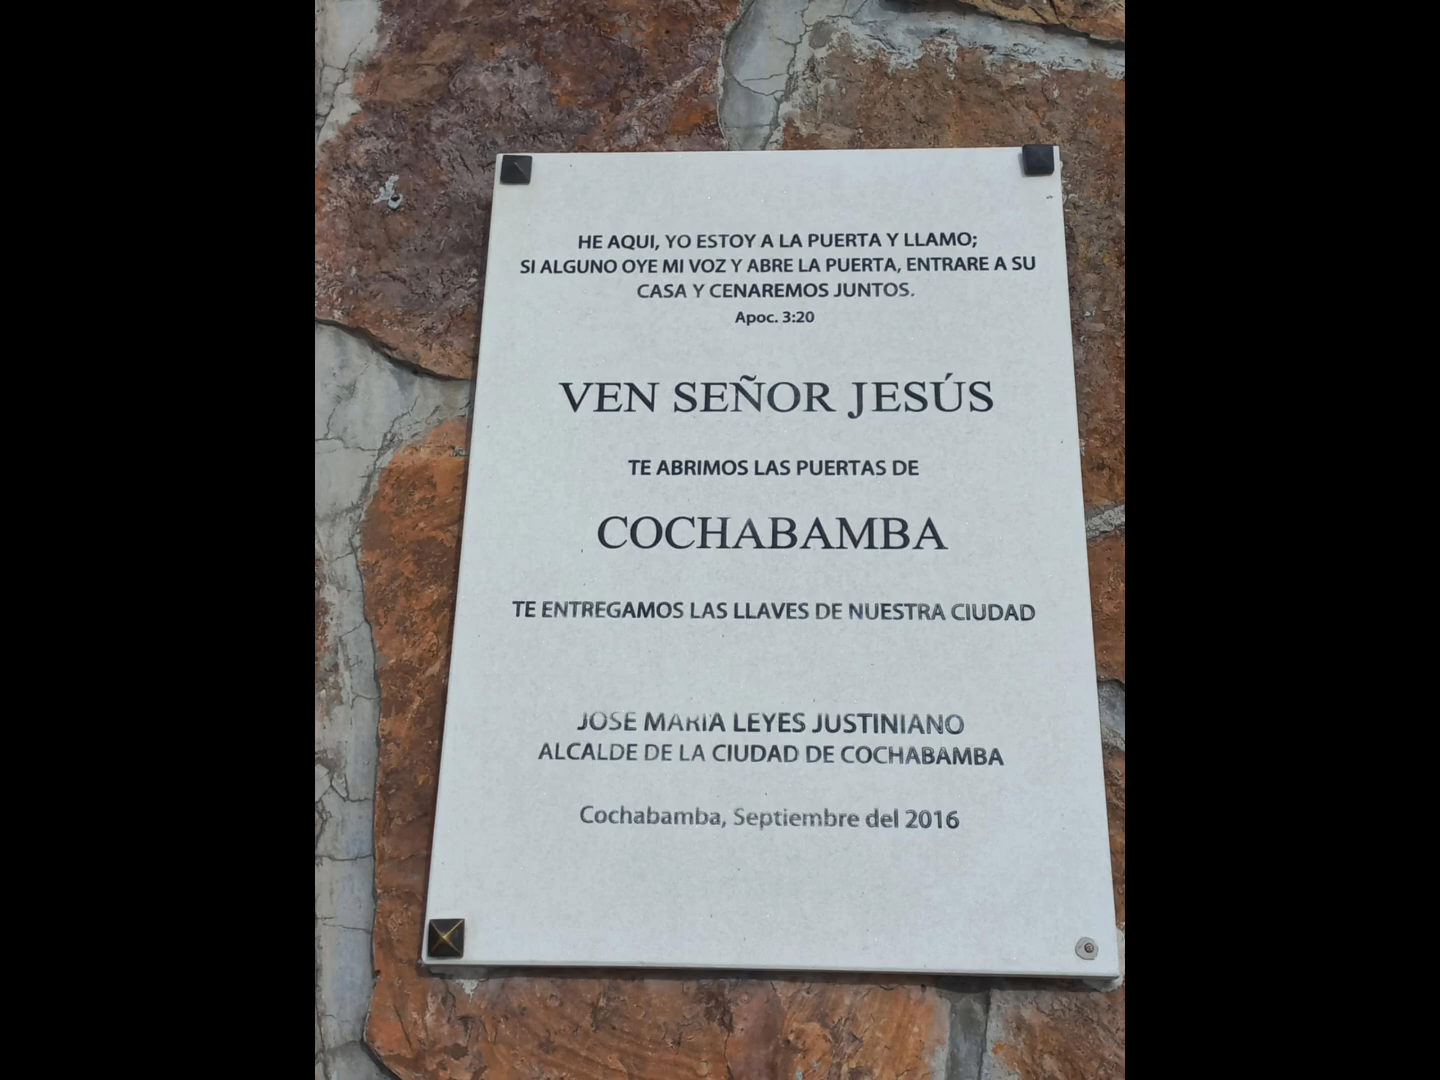 HE AQUI, YO ESTOY A LA PUERTA Y LLAMO;
SI ALGUNO OYE MI VOZ Y ABRE LA PUERTA, ENTRARE A SU
CASA Y CENAREMOS JUNTOS.
Apoc. 3:20
VEN SEÑOR JESÚS
TE ABRIMOS LAS PUERTAS DE
COCHABAMBA
TE ENTREGAMOS LAS LLAVES DE NUESTRA CIUDAD
JOSE MARIA LEYES JUSTINIANO
ALCALDE DE LA CIUDAD DE COCHABAMBA
Cochabamba, Septiembre del 2016